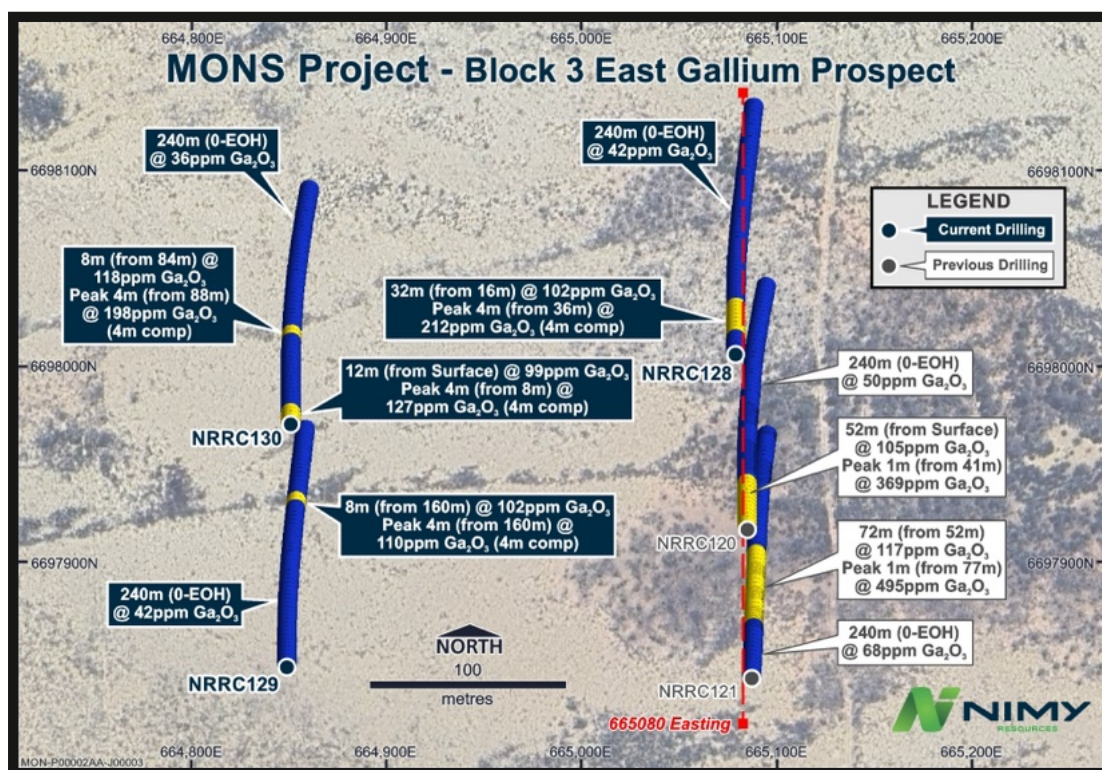 664,800E 664,900E 665,000E 665,100E 665,200E
MONS Project - Block 3 East Gallium Prospect
240m (0-EOH)
@ 36ppm Ga₂O₃
240m (0-EOH)
@ 42ppm Ga₂O₃
6698100N
6698100N
LEGEND
Current Drilling
Previous Drilling
8m (from 84m) @
118ppm Ga₂O₃
Peak 4m (from 88m)
@ 198ppm Ga₂O₃
(4m comp)
32m (from 16m) @ 102ppm Ga₂O₃
Peak 4m (from 36m) @
212ppm Ga₂O₃ (4m comp)
6698000N
6698000N
NRRC128
240m (0-EOH)
@ 50ppm Ga₂O₃
12m (from Surface) @ 99ppm Ga₂O₃
Peak 4m (from 8m) @
127ppm Ga₂O₃ (4m comp)
NRRC130
52m (from Surface)
@ 105ppm Ga₂O₃
Peak 1m (from 41m)
@ 369ppm Ga₂O₃
8m (from 160m) @ 102ppm Ga₂O₃
Peak 4m (from 160m) @
110ppm Ga₂O₃ (4m comp)
NRRC120
72m (from 52m)
@ 117ppm Ga₂O₃
Peak 1m (from 77m)
@ 495ppm Ga₂O₃
6697900N
6697900N
240m (0-EOH)
@ 42ppm Ga₂O₃
240m (0-EOH)
@ 68ppm Ga₂O₃
NORTH
100
metres
NRRC129
NRRC121
665080 Easting
NIMY
RESOURCES
664,800E 664,900E 665,000E 665,100E 665,200E
MON-P00002AA-J00003